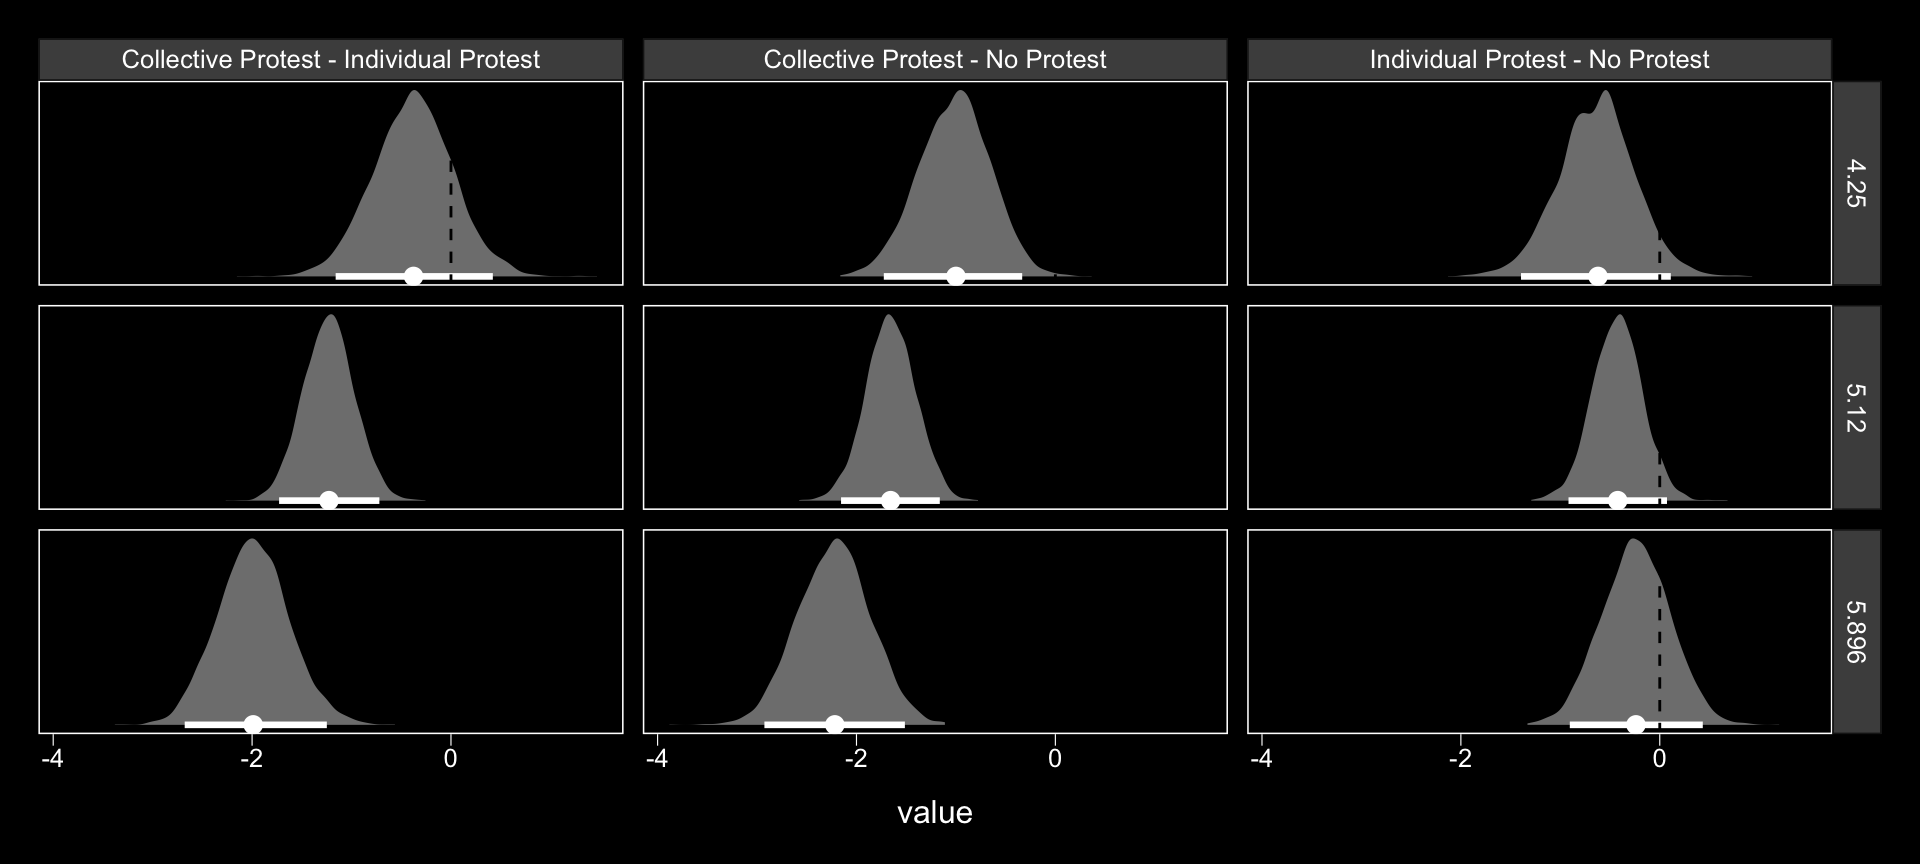 Collective Protest - Individual Protest
Collective Protest - No Protest
Individual Protest - No Protest
4.25
5.12
5.896
-4 -2 0
-4 -2 0
-4 -2 0
value